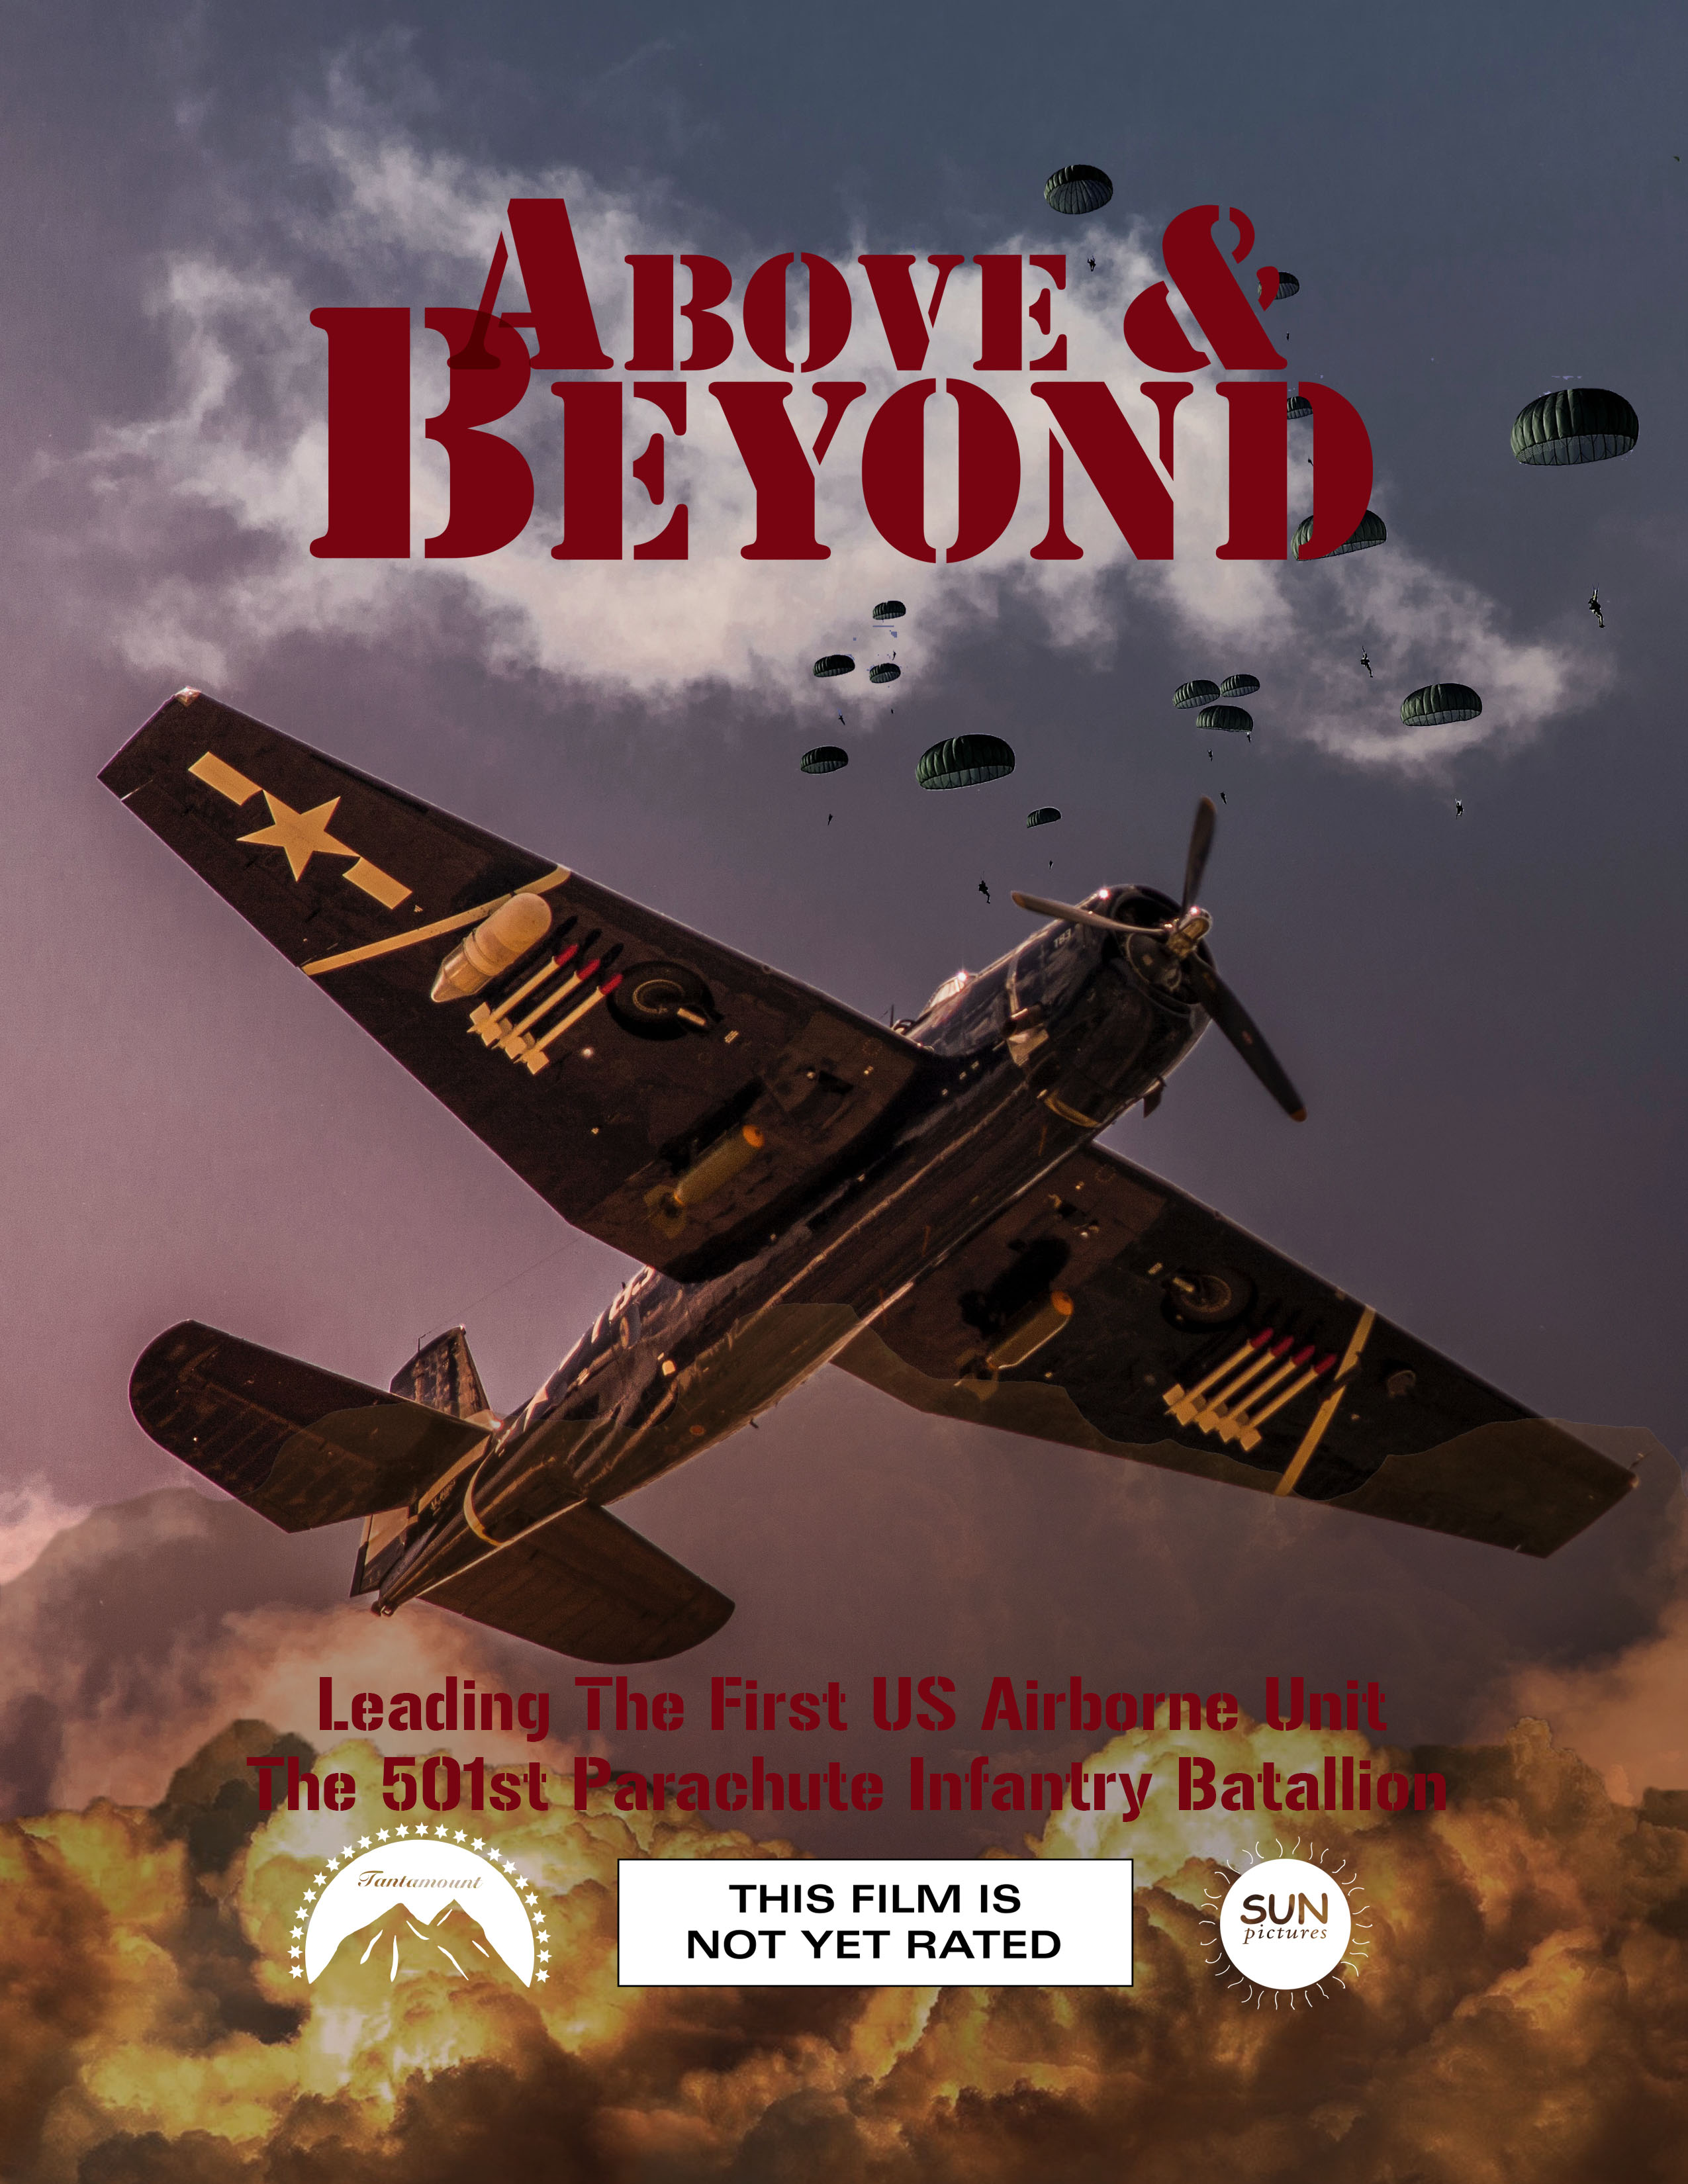 ABOVE &
BEYOND
Leading The First US Airborne Unit
The 501st Parachute Infantry Batallion
Tantamount
THIS FILM IS
NOT YET RATED
SUN
pictures